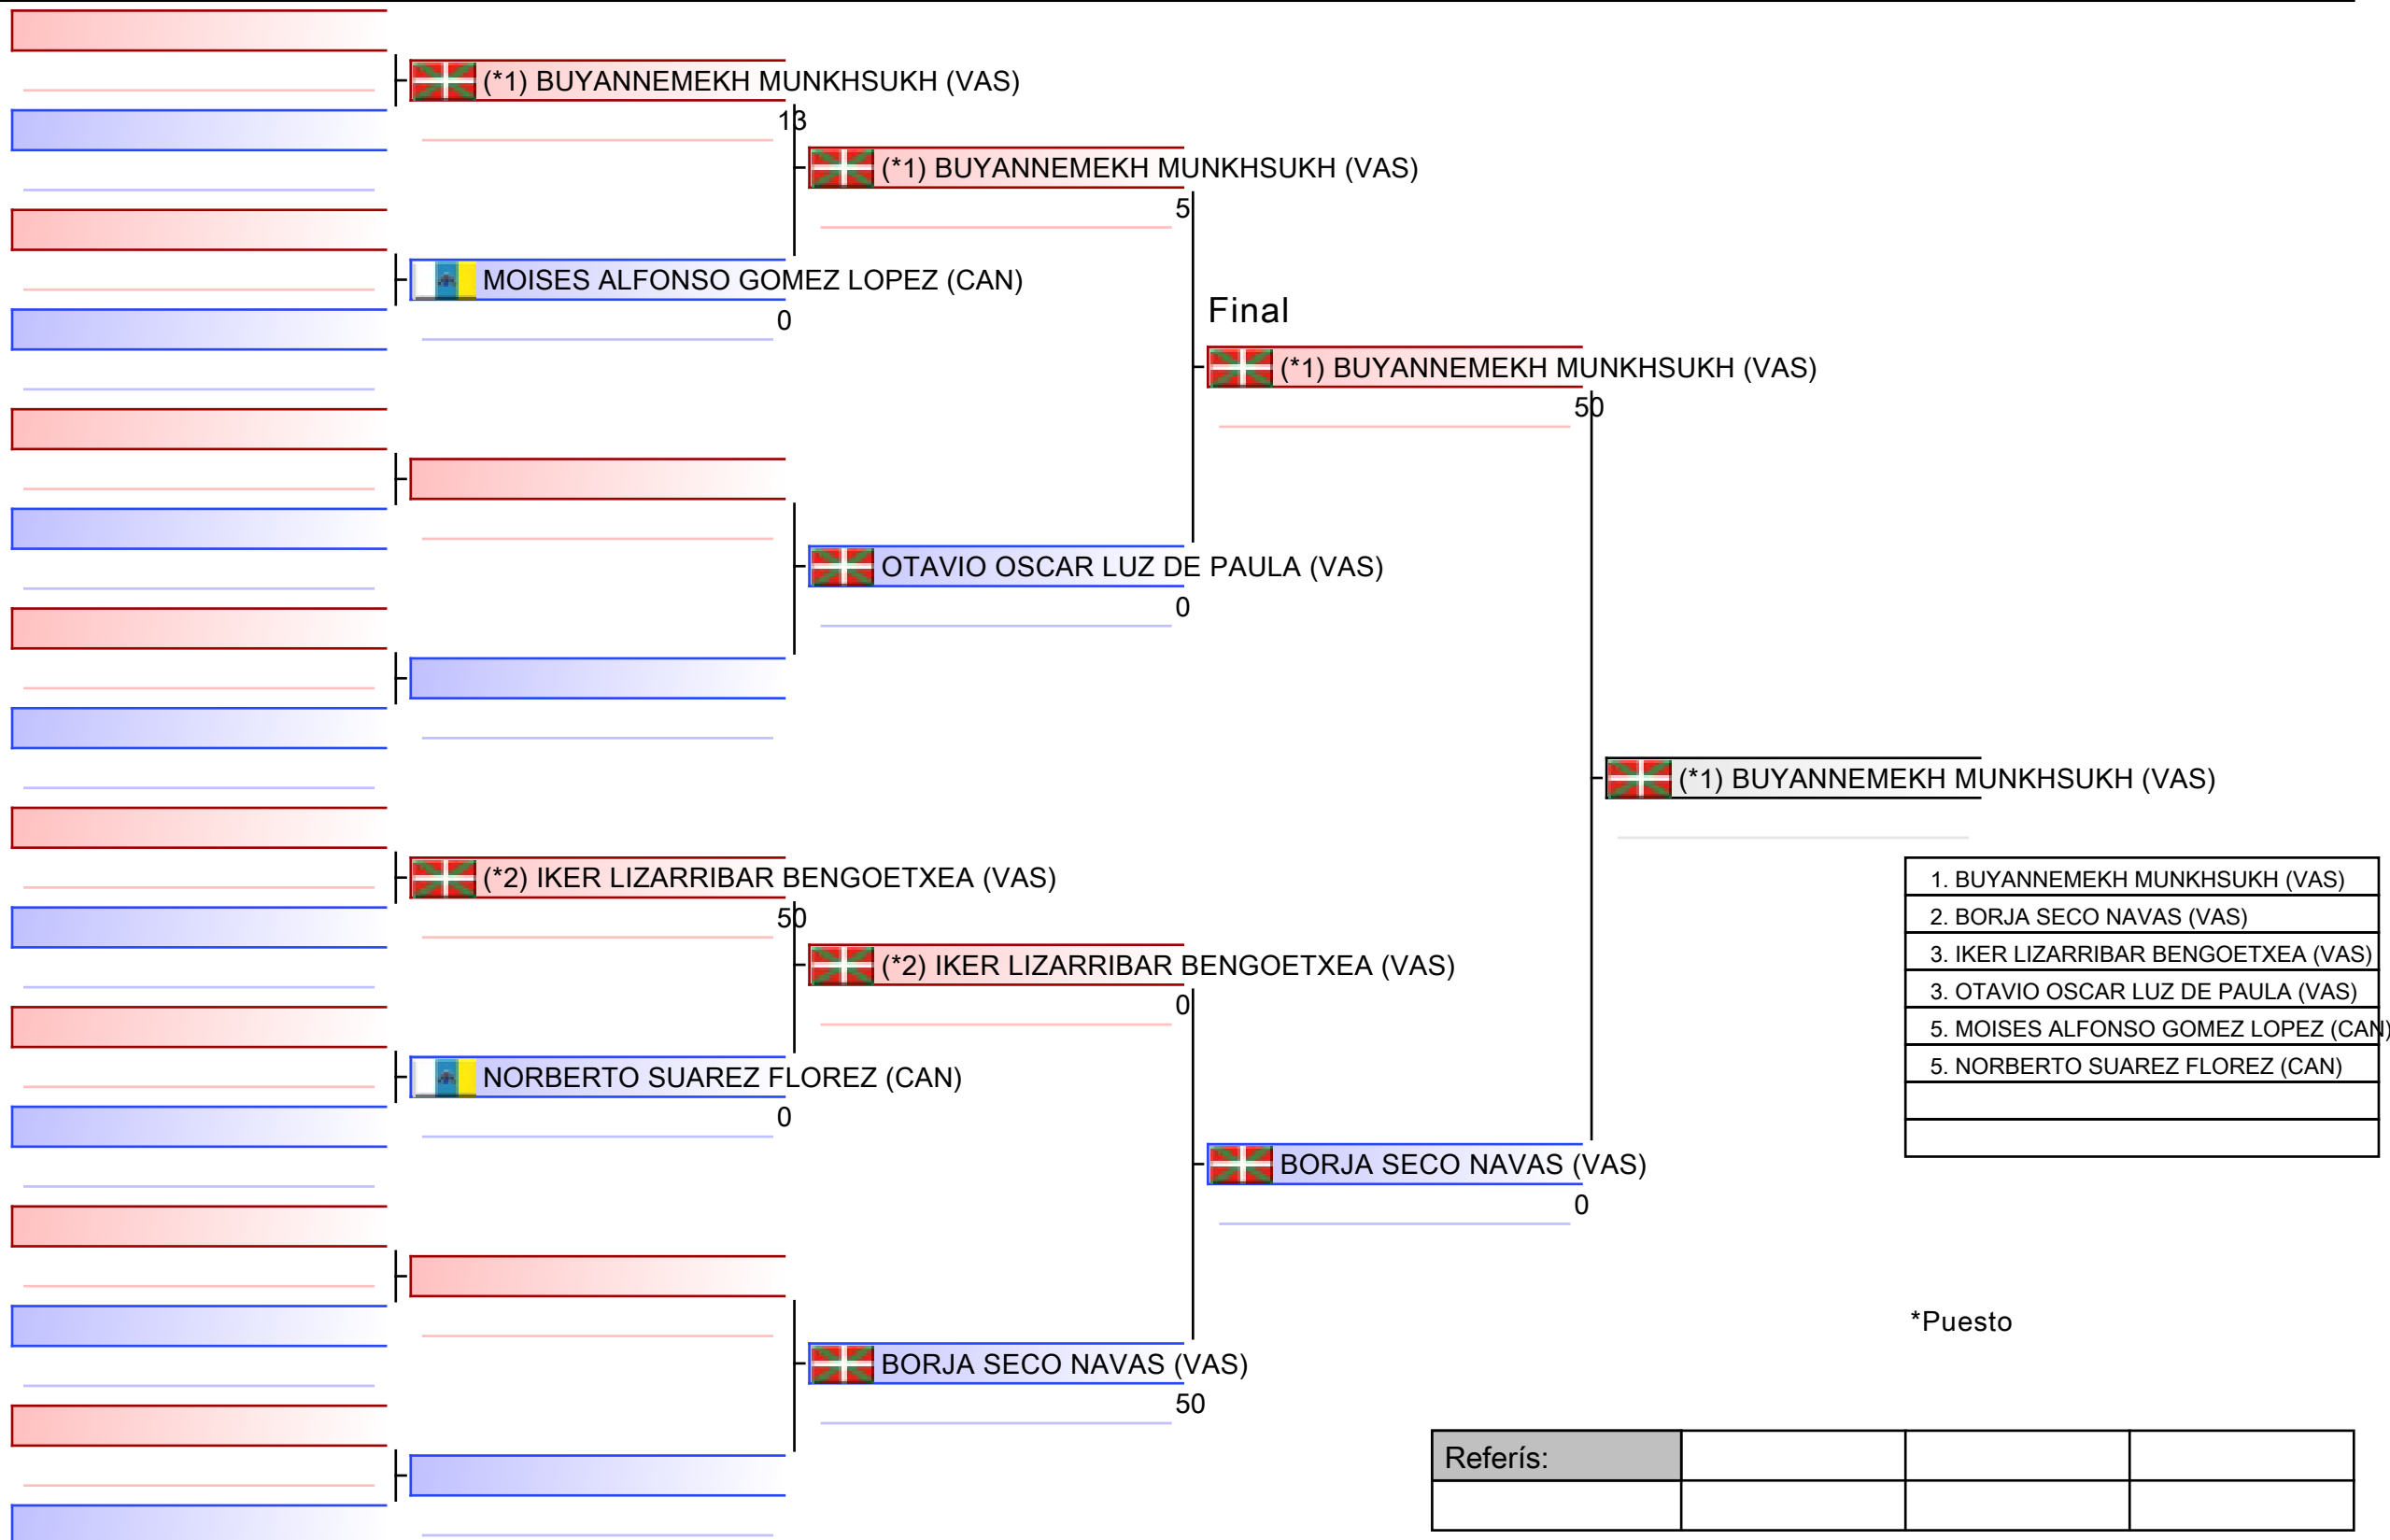 (*1) BUYANNEMEKH MUNKHSUKH (VAS)
13
(*1) BUYANNEMEKH MUNKHSUKH (VAS)
5
MOISES ALFONSO GOMEZ LOPEZ (CAN)
0
Final
(*1) BUYANNEMEKH MUNKHSUKH (VAS)
50
OTAVIO OSCAR LUZ DE PAULA (VAS)
0
(*1) BUYANNEMEKH MUNKHSUKH (VAS)
(*2) IKER LIZARRIBAR BENGOETXEA (VAS)
50
(*2) IKER LIZARRIBAR BENGOETXEA (VAS)
0
NORBERTO SUAREZ FLOREZ (CAN)
0
BORJA SECO NAVAS (VAS)
0
BORJA SECO NAVAS (VAS)
50
1. BUYANNEMEKH MUNKHSUKH (VAS)
2. BORJA SECO NAVAS (VAS)
3. IKER LIZARRIBAR BENGOETXEA (VAS)
3. OTAVIO OSCAR LUZ DE PAULA (VAS)
5. MOISES ALFONSO GOMEZ LOPEZ (CAN)
5. NORBERTO SUAREZ FLOREZ (CAN)
*Puesto
Referís: